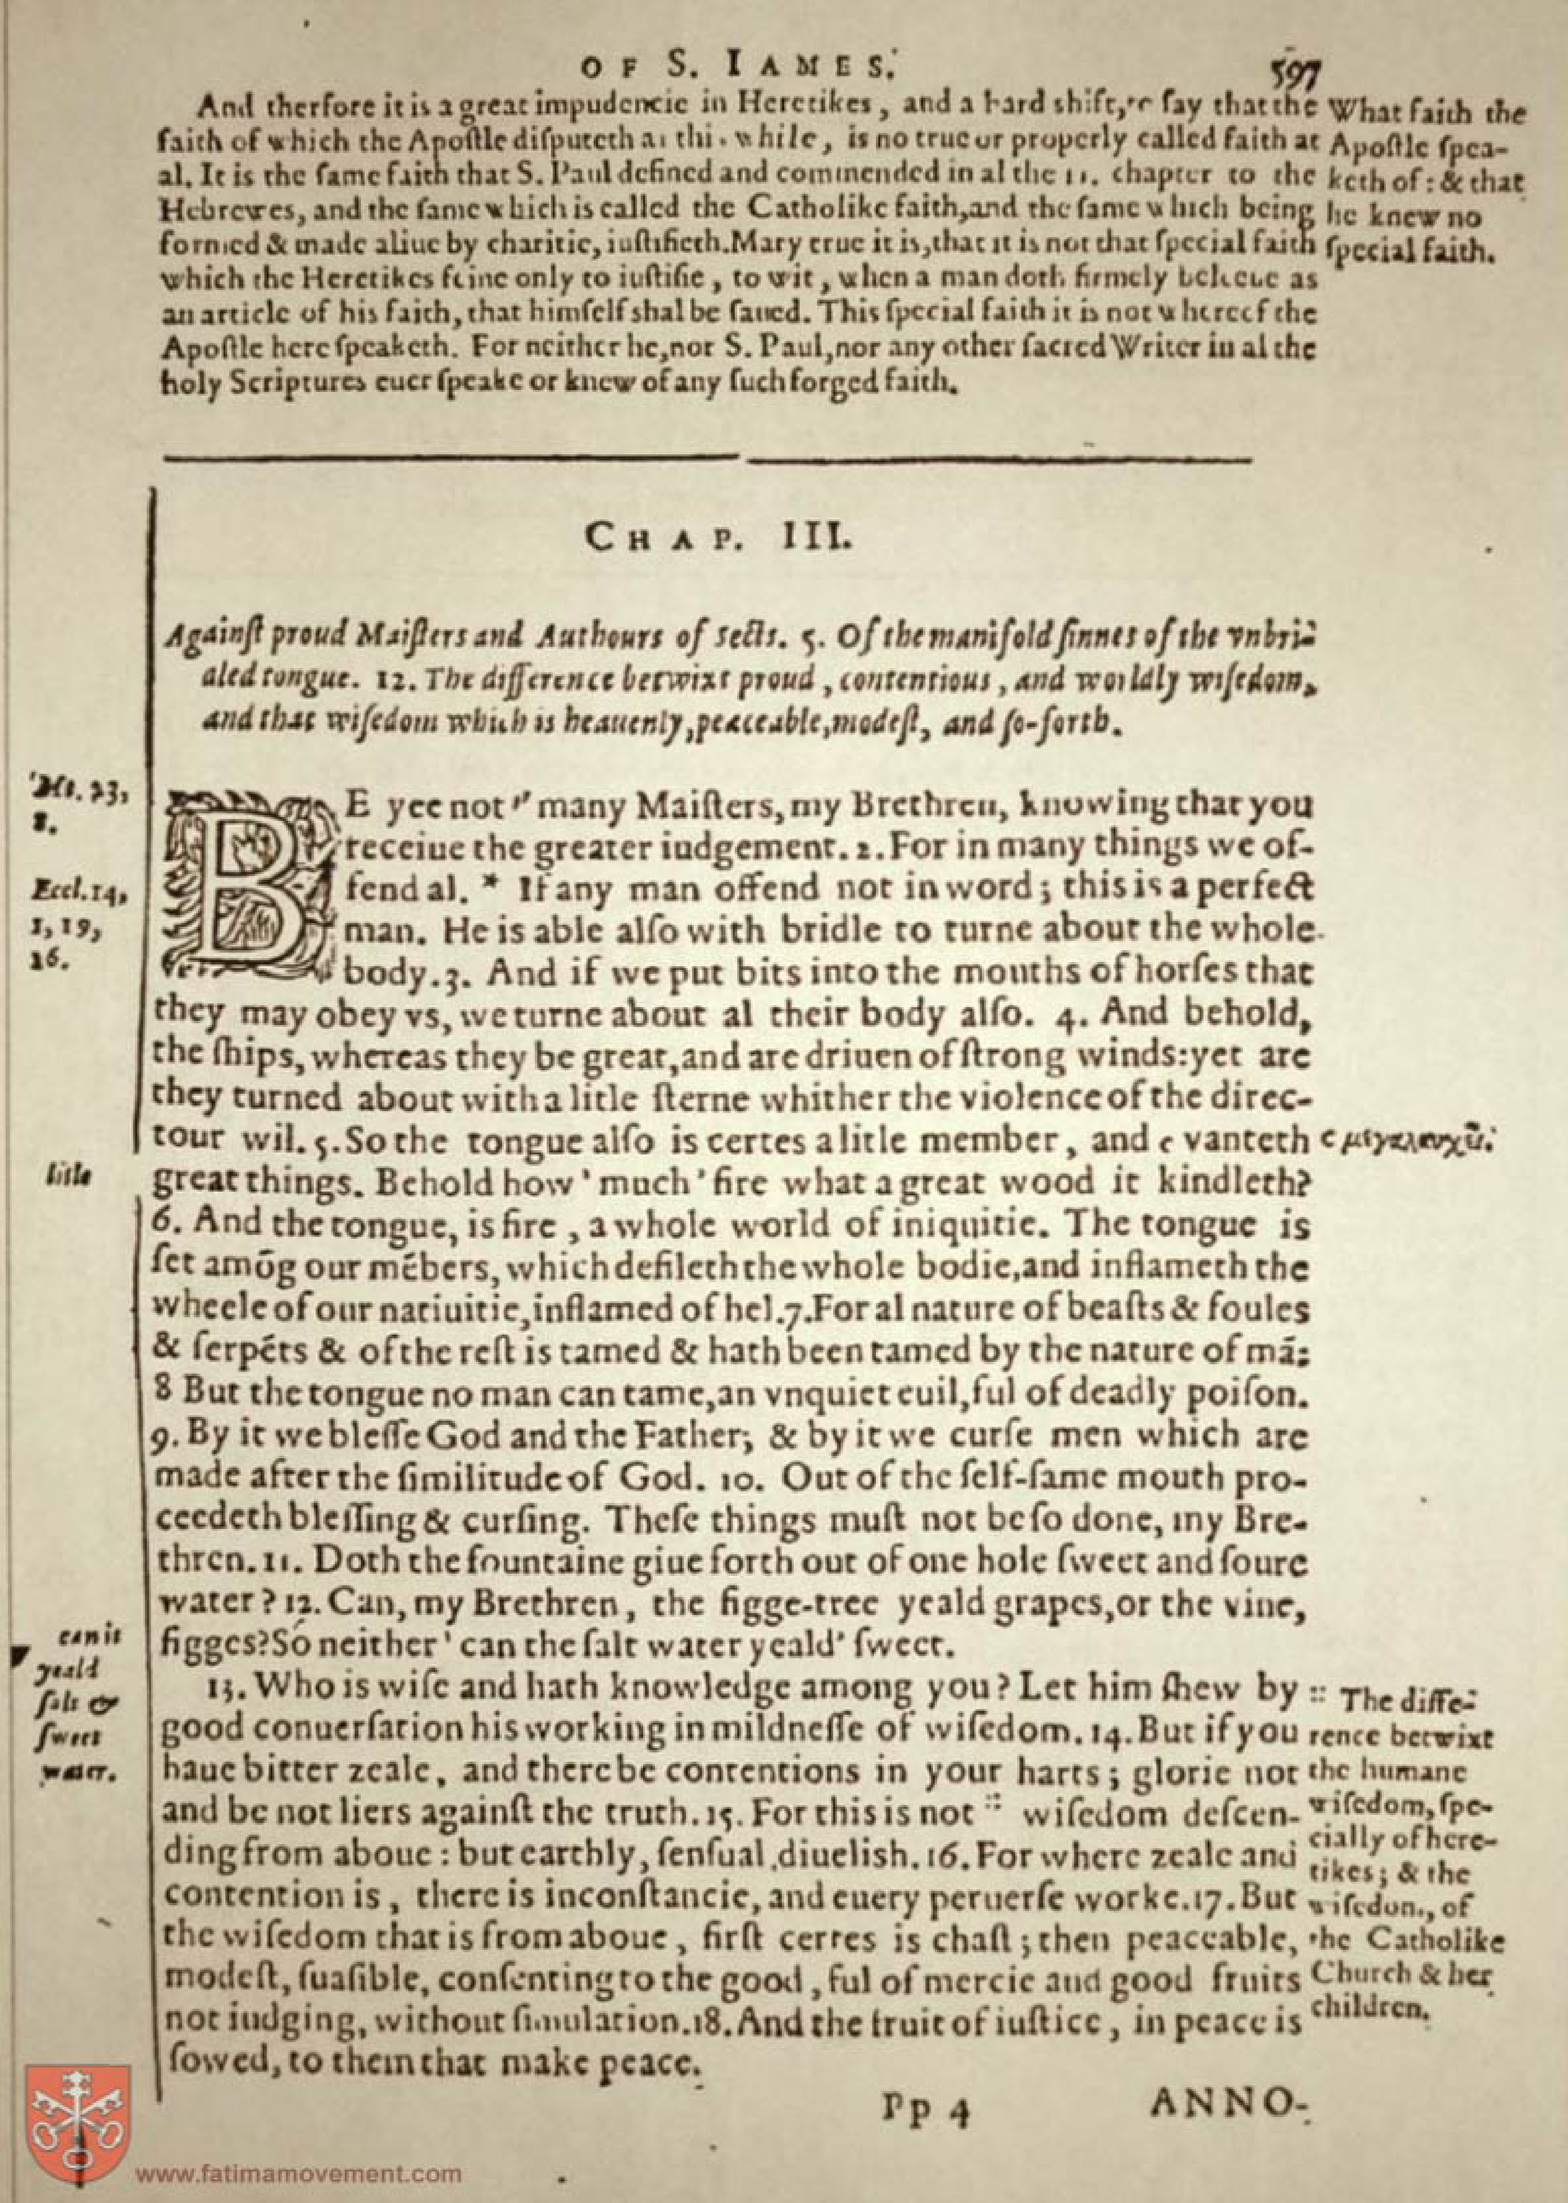 OF S. IAMES. 597
And therfore it is a great impudencie in Heretikes, and a hard shift, to say that the
faith of which the Apoſtle diſputeth al this while, is no true or properly called faith at
al. It is the ſame faith that S. Paul defined and commended in al the 11. chapter to the
Hebrewes, and the ſame which is called the Catholike faith, and the ſame which being
formed & made aliue by charitie, iuſtifieth. Mary true it is, that it is not that ſpecial faith
which the Heretikes feine only to iuſtifie, to wit, when a man doth firmely beleeue as
an article of his faith, that himſelf shal be ſaued. This ſpecial faith it is not whereof the
Apoſtle here ſpeaketh. For neither he, nor S. Paul, nor any other ſacred Writer in al the
holy Scriptures euer ſpeake or knew of any ſuch forged faith.
What faith the
Apoſtle ſpea-
keth of: & that
he knew no
ſpecial faith.
CHAP. III.
Againſt proud Maiſters and Authours of sects. 5. Of the manifold ſinnes of the vnbri-
aled tongue. 12. The difference betwixt proud, contentious, and worldly wiſedom,
and that wiſedom which is heauenly, peaceable, modeſt, and ſo-forth.
Mt. 23,
8.
Eccl. 14,
1, 19,
16.
BE yee not " many Maiſters, my Brethren, knowing that you
receiue the greater iudgement. 2. For in many things we of-
fend al. * If any man offend not in word; this is a perfect
man. He is able alſo with bridle to turne about the whole
body. 3. And if we put bits into the mouths of horſes that
they may obey vs, we turne about al their body alſo. 4. And behold,
the ſhips, whereas they be great, and are driuen of ſtrong winds: yet are
they turned about with a litle ſterne whither the violence of the direc-
tour wil. 5. So the tongue alſo is certes a litle member, and c vanteth
c μεγαλαυχεῖ.
little
great things. Behold how ' much ' fire what a great wood it kindleth?
6. And the tongue, is fire, a whole world of iniquitie. The tongue is
ſet amõg our mẽbers, which defileth the whole bodie, and inflameth the
wheele of our natiuitie, inflamed of hel. 7. For al nature of beaſts & foules
& ſerpẽts & of the reſt is tamed & hath been tamed by the nature of mã:
8 But the tongue no man can tame, an vnquiet euil, ful of deadly poiſon.
9. By it we bleſſe God and the Father; & by it we curſe men which are
made after the ſimilitude of God. 10. Out of the ſelf-ſame mouth pro-
ceedeth bleſſing & curſing. Theſe things muſt not be ſo done, my Bre-
thren. 11. Doth the fountaine giue forth out of one hole ſweet and ſoure
water? 12. Can, my Brethren, the figge-tree yeald grapes, or the vine,
figges? So neither ' can the ſalt water yeald ' ſweet.
can it
yeald
ſalt &
ſweet
water.
13. Who is wiſe and hath knowledge among you? Let him ſhew by
good conuerſation his working in mildneſſe of wiſedom. 14. But if you
haue bitter zeale, and there be contentions in your harts; glorie not
and be not liers againſt the truth. 15. For this is not :: wiſedom deſcen-
ding from aboue: but earthly, ſenſual, diuelish. 16. For where zeale and
contention is, there is inconſtancie, and euery peruerſe worke. 17. But
the wiſedom that is from aboue, firſt certes is chaſt; then peaceable,
modeſt, ſuaſible, conſenting to the good, ful of mercie and good fruits
not iudging, without ſimulation. 18. And the fruit of iuſtice, in peace is
ſowed, to them that make peace.
:: The diffe-
rence betwixt
the humane
wiſedom, ſpe-
cially of here-
tikes; & the
wiſedom, of
the Catholike
Church & her
children.
Pp 4 ANNO-
www.fatimamovement.com